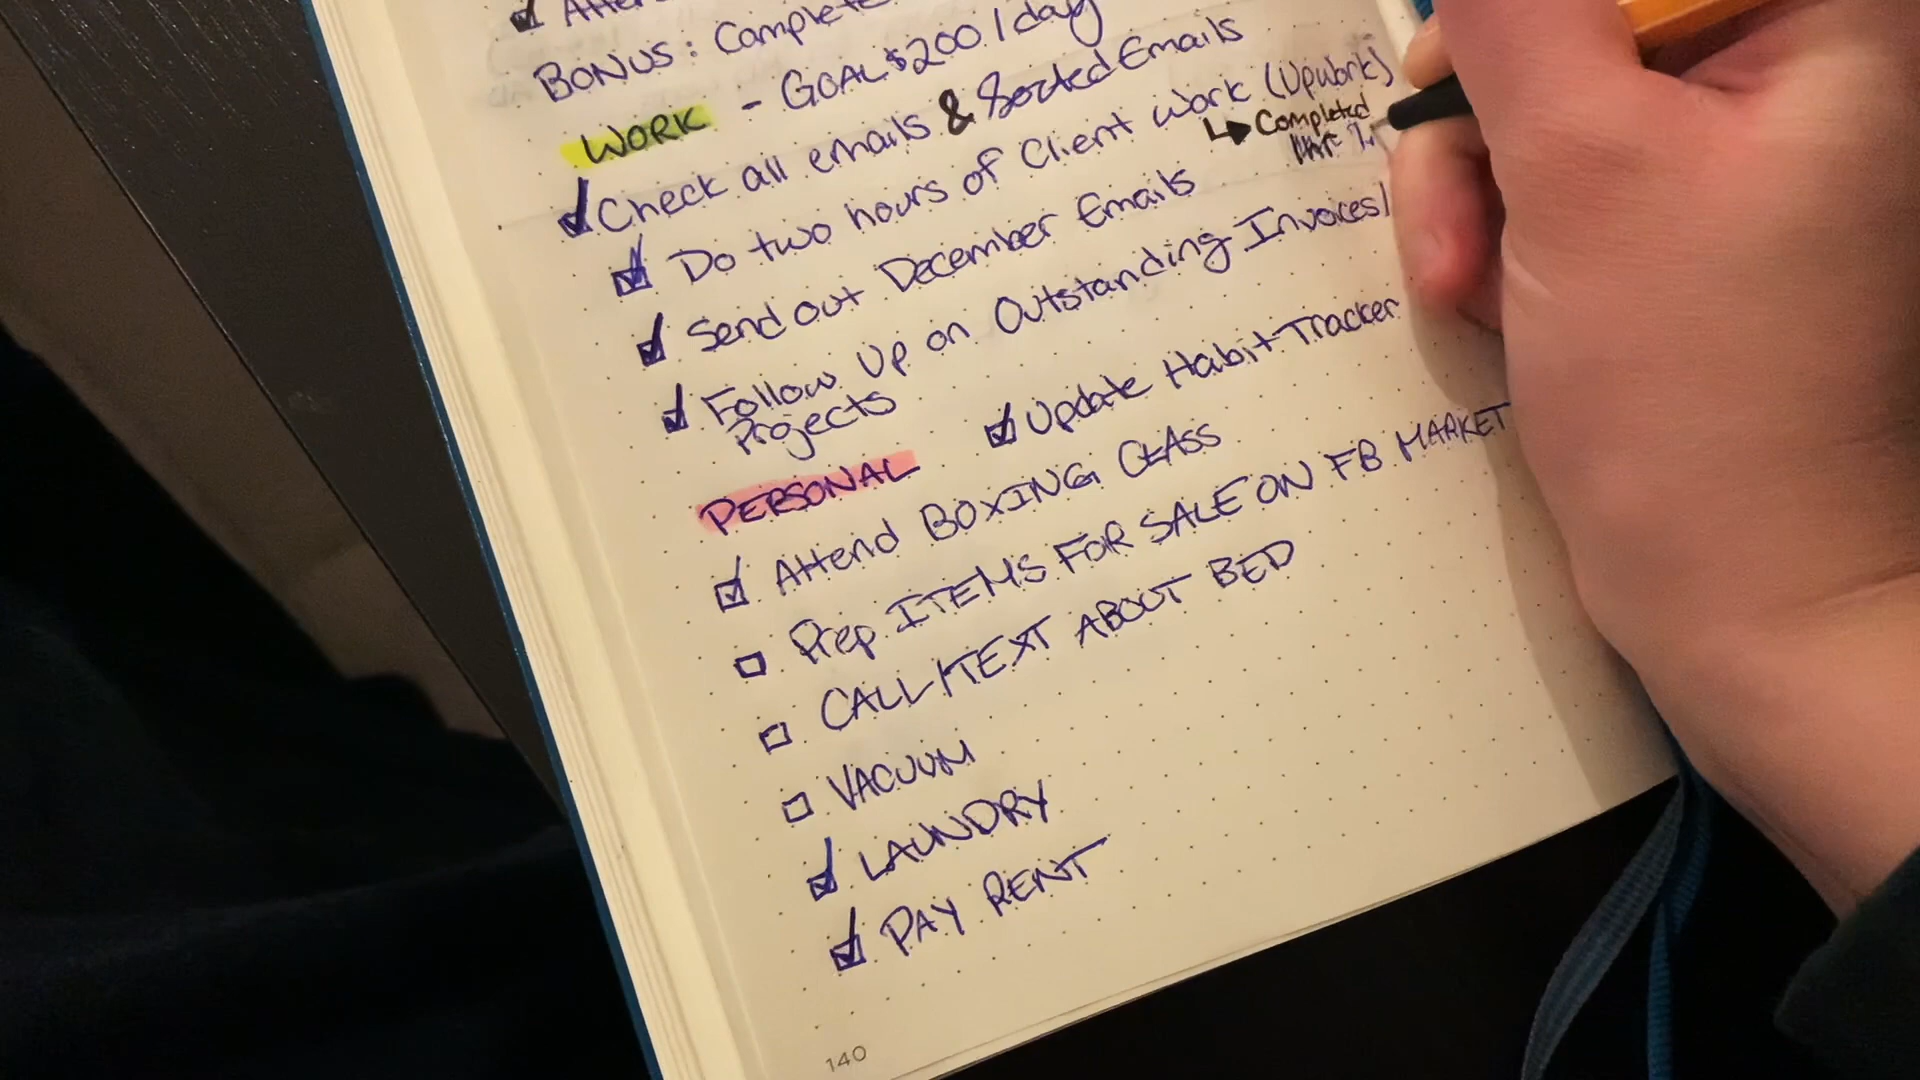 BONUS: Complete
WORK - GOAL $200/day
Check all emails & Sorted Emails
Do two hours of Client Work (Upwork)
Completed
Send out December Emails
Follow Up on Outstanding Invoices/
Projects
Update Habit Tracker
PERSONAL
Attend BOXING CLASS
Prep ITEMS FOR SALE ON FB MARKET
CALL/TEXT ABOUT BED
VACUUM
LAUNDRY
PAY RENT
140